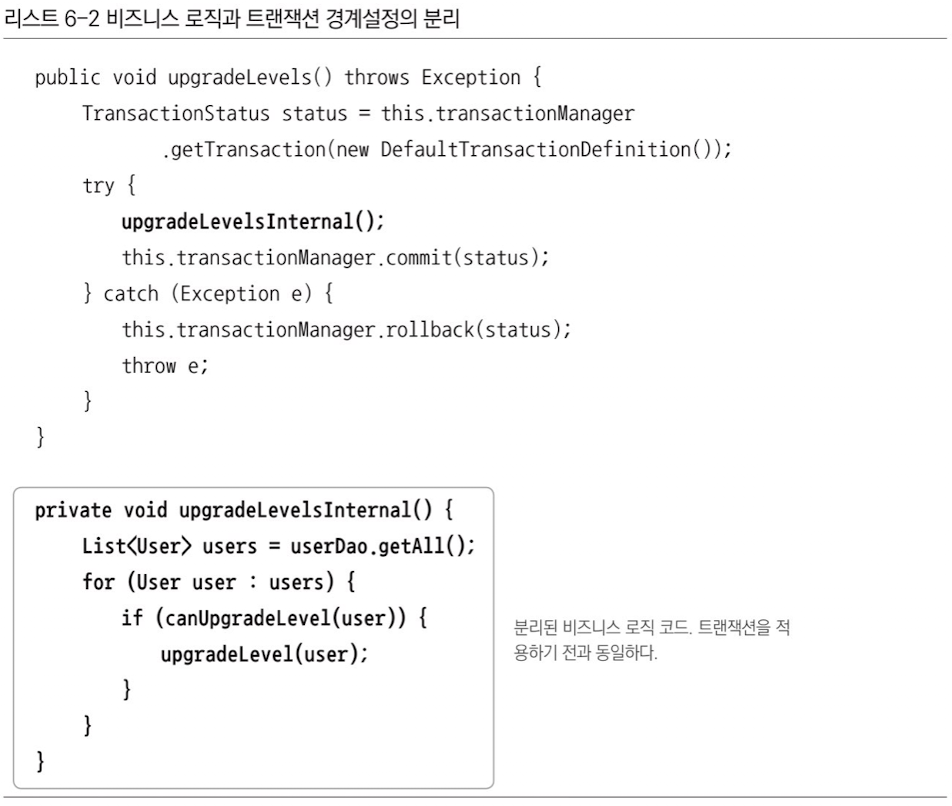 리스트 6-2 비즈니스 로직과 트랜잭션 경계설정의 분리
public void upgradeLevels() throws Exception {
TransactionStatus status = this.transactionManager
.getTransaction(new DefaultTransactionDefinition());
try {
upgradeLevelsInternal();
this.transactionManager.commit(status);
} catch (Exception e) {
this.transactionManager.rollback(status);
throw e;
}
}
private void upgradeLevelsInternal() {
List<User> users = userDao.getAll();
for (User user : users) {
if (canUpgradeLevel(user)) {
upgradeLevel(user);
}
}
}
분리된 비즈니스 로직 코드. 트랜잭션을 적
용하기 전과 동일하다.